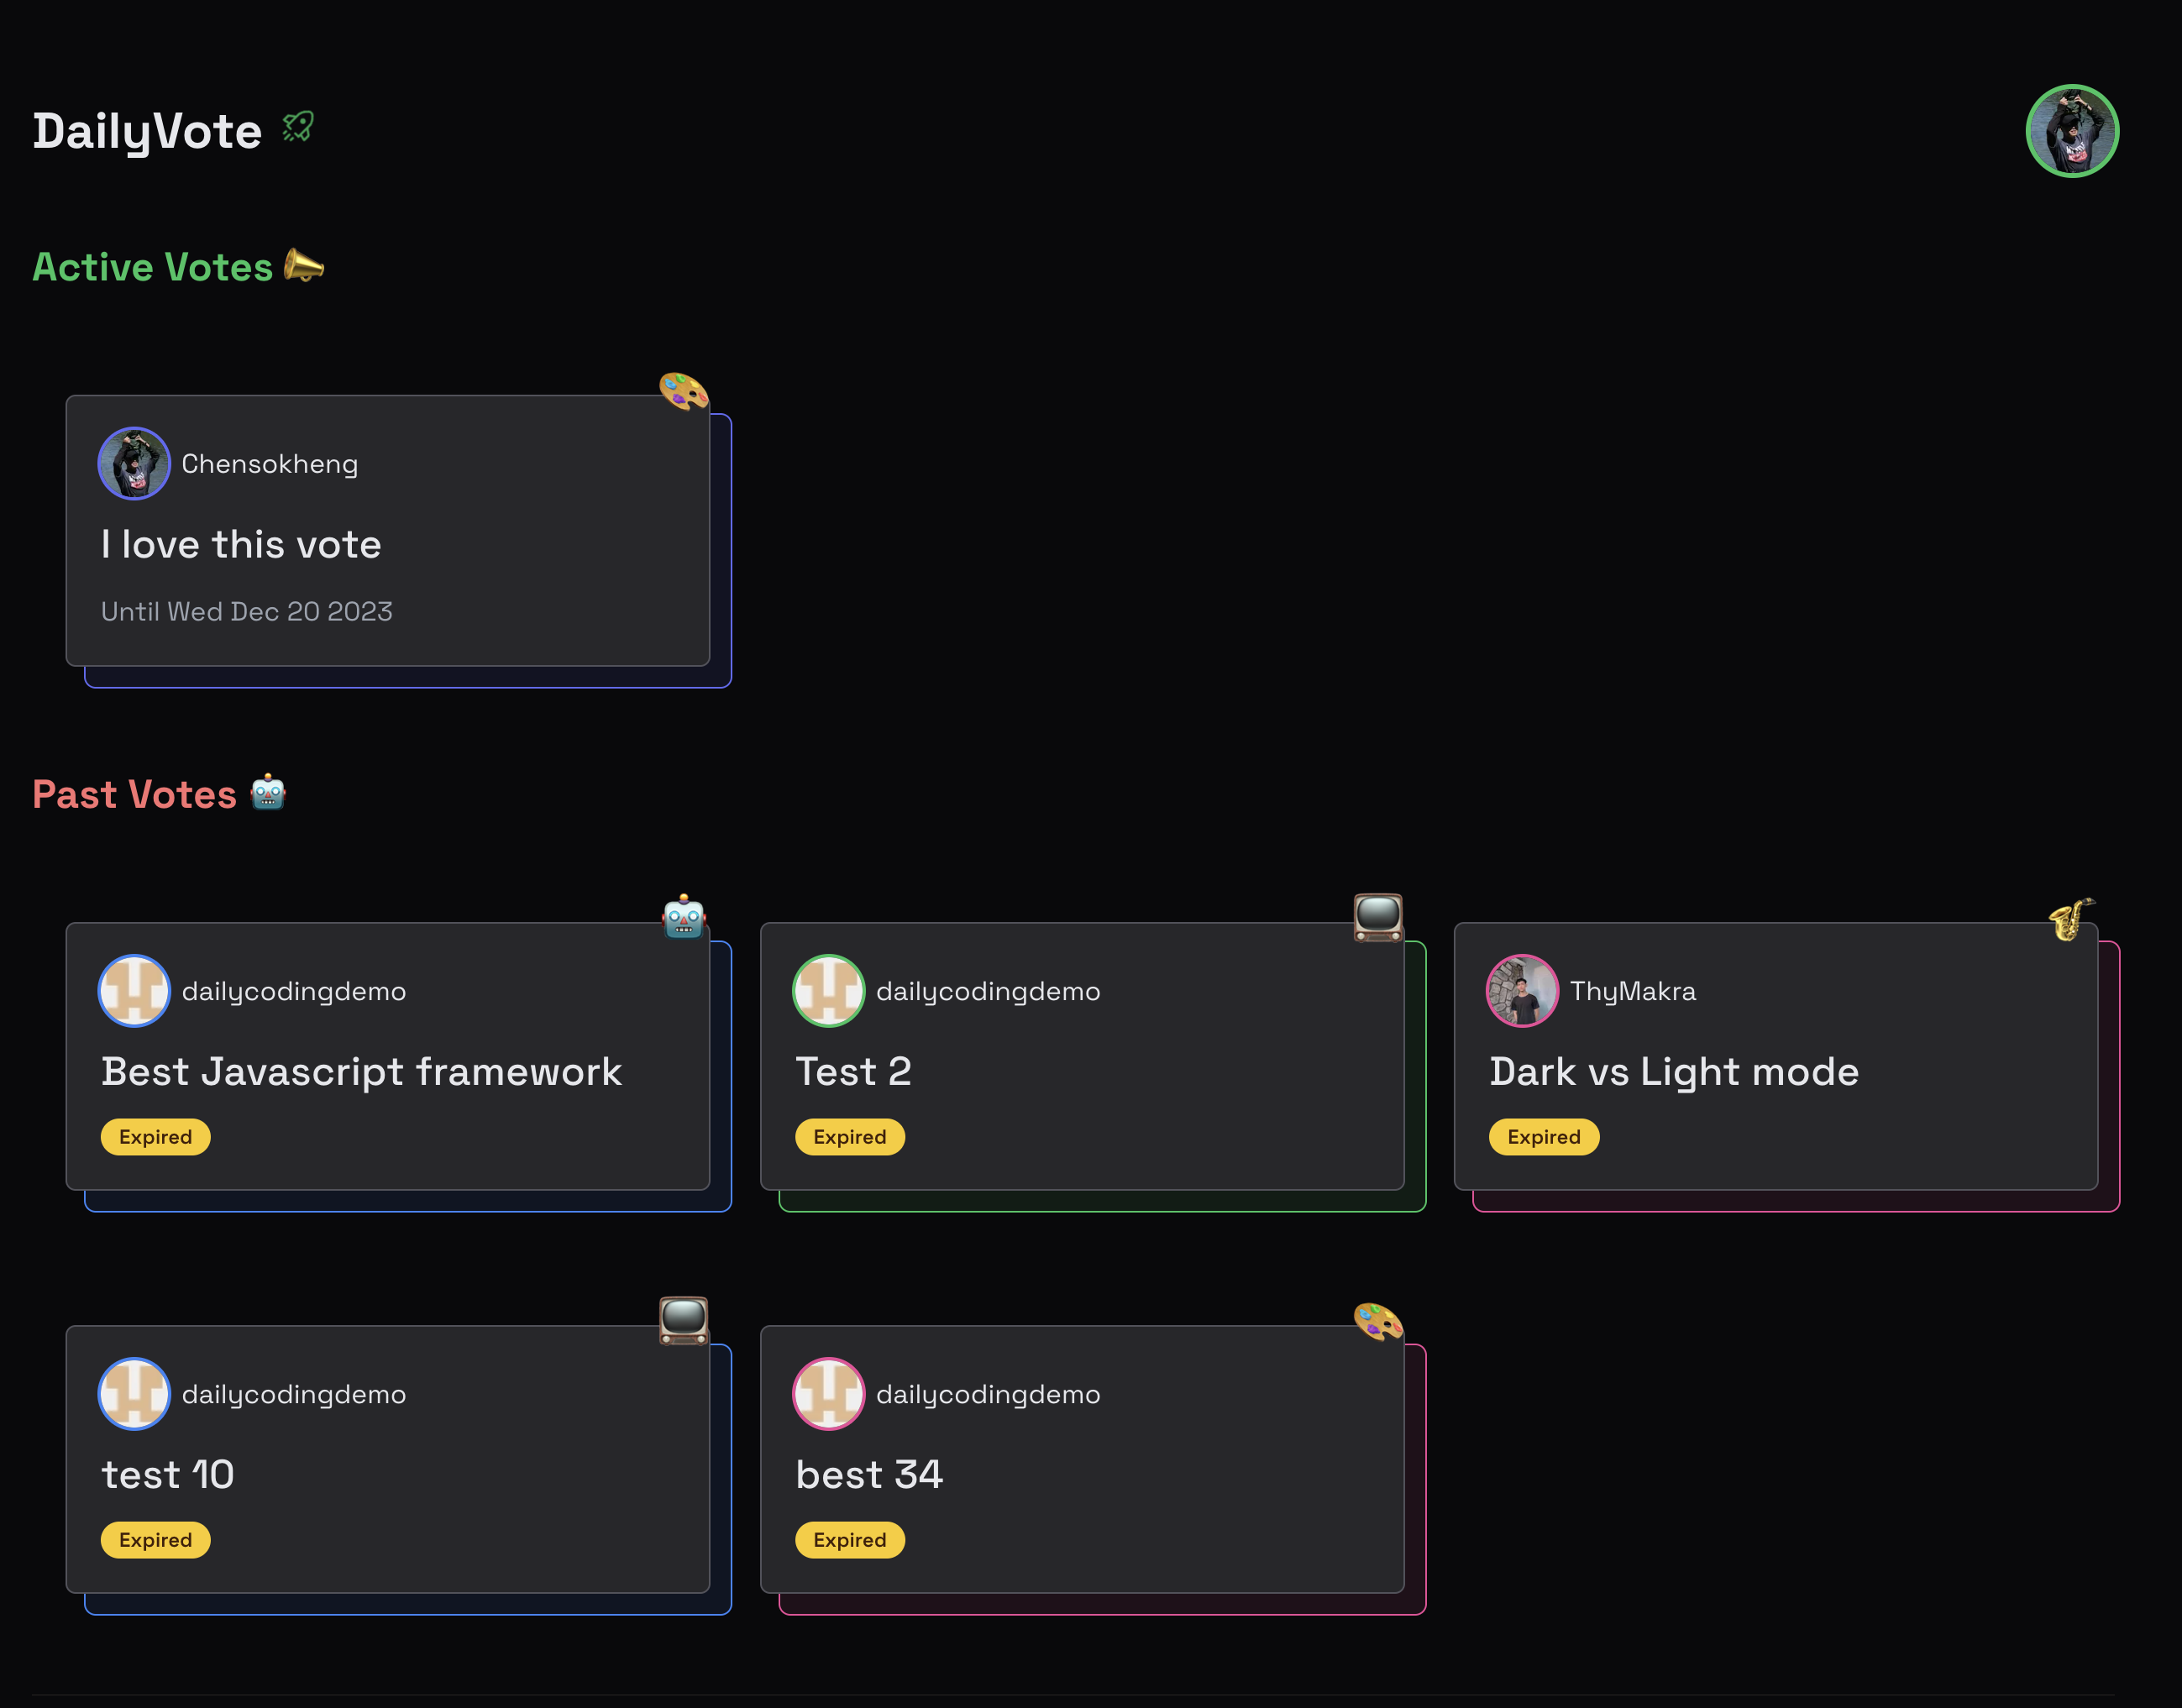 DailyVote
Active Votes
Chensokheng
I love this vote
Until Wed Dec 20 2023
Past Votes
dailycodingdemo
Best Javascript framework
Expired
dailycodingdemo
Test 2
Expired
ThyMakra
Dark vs Light mode
Expired
dailycodingdemo
test 10
Expired
dailycodingdemo
best 34
Expired